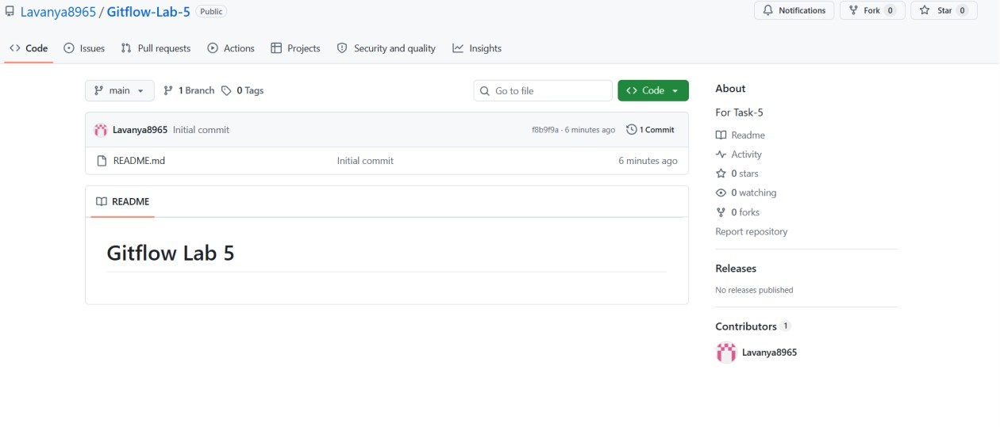 Lavanya8965 / Gitflow-Lab-5 Public
Notifications Fork 0 Star 0
Code Issues Pull requests Actions Projects Security and quality Insights
main 1 Branch 0 Tags Go to file Code
Lavanya8965 Initial commit f8b9f9a · 6 minutes ago 1 Commit
README.md Initial commit 6 minutes ago
README
Gitflow Lab 5
About
For Task-5
Readme
Activity
0 stars
0 watching
0 forks
Report repository
Releases
No releases published
Contributors 1
Lavanya8965